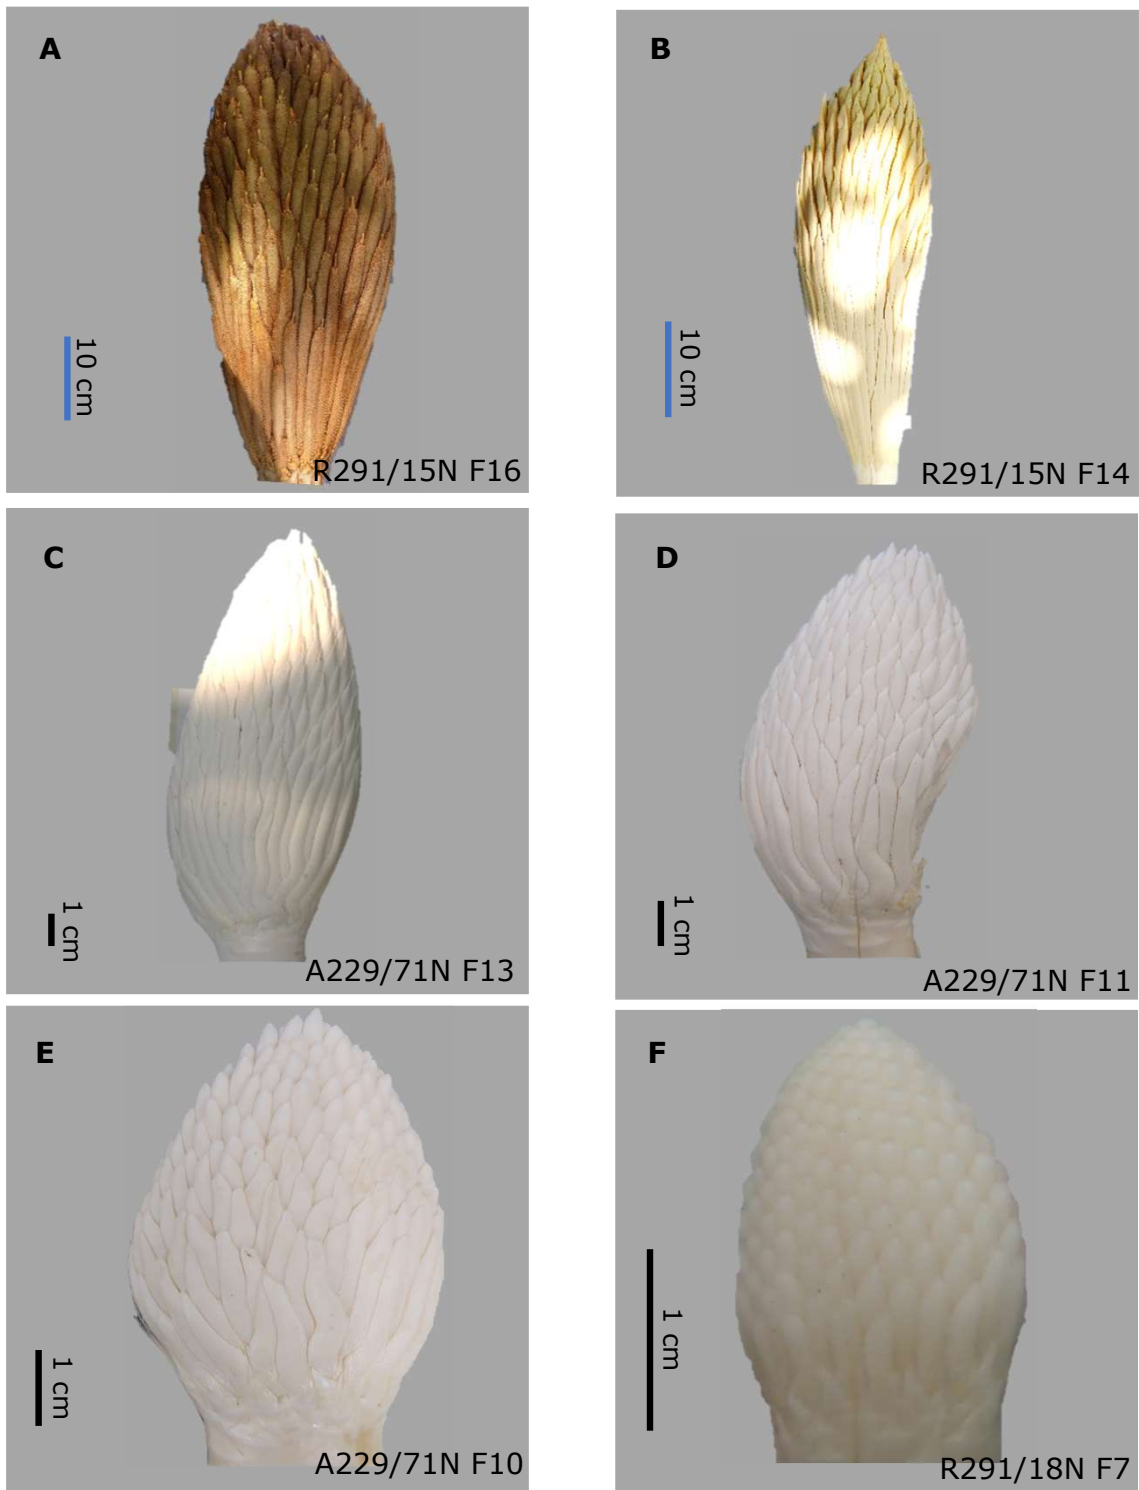 A
10 cm
R291/15N F16
B
10 cm
R291/15N F14
C
1 cm
A229/71N F13
D
1 cm
A229/71N F11
E
1 cm
A229/71N F10
F
1 cm
R291/18N F7